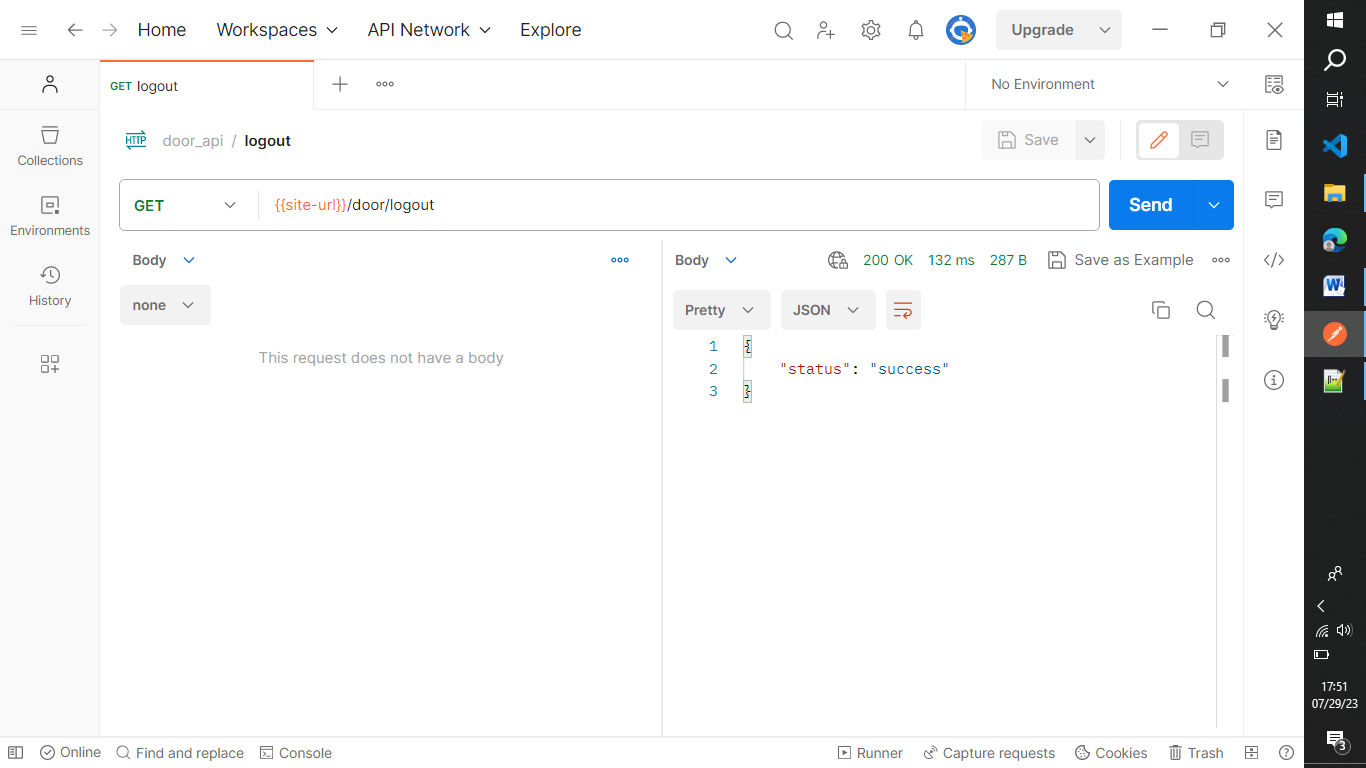 Home Workspaces API Network Explore Upgrade
GET logout No Environment
HTTP door_api / logout Save
Collections
GET {{site-url}}/door/logout Send
Environments
Body Body 200 OK 132 ms 287 B Save as Example
History
none Pretty JSON
This request does not have a body
1 {
2 "status": "success"
3 }
17:51
07/29/23
3
Online Find and replace Console Runner Capture requests Cookies Trash